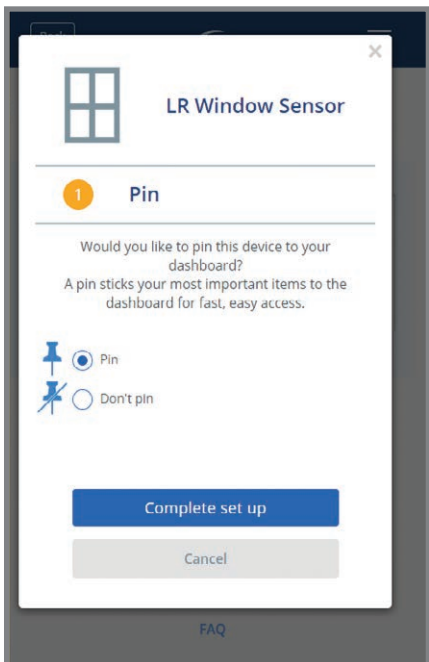 Back
×
LR Window Sensor
1
Pin
Would you like to pin this device to your
dashboard?
A pin sticks your most important items to the
dashboard for fast, easy access.
Pin
Don't pin
Complete set up
Cancel
FAQ